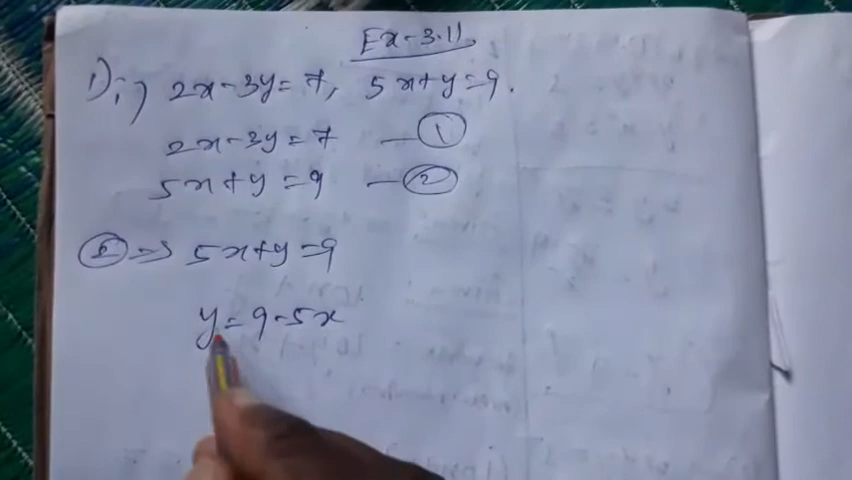 Ex-3.11.
1) i) 2x-3y=7, 5x+y=9.
2x-3y=7 —①
5x+y=9 —②
② => 5x+y=9
y=9-5x